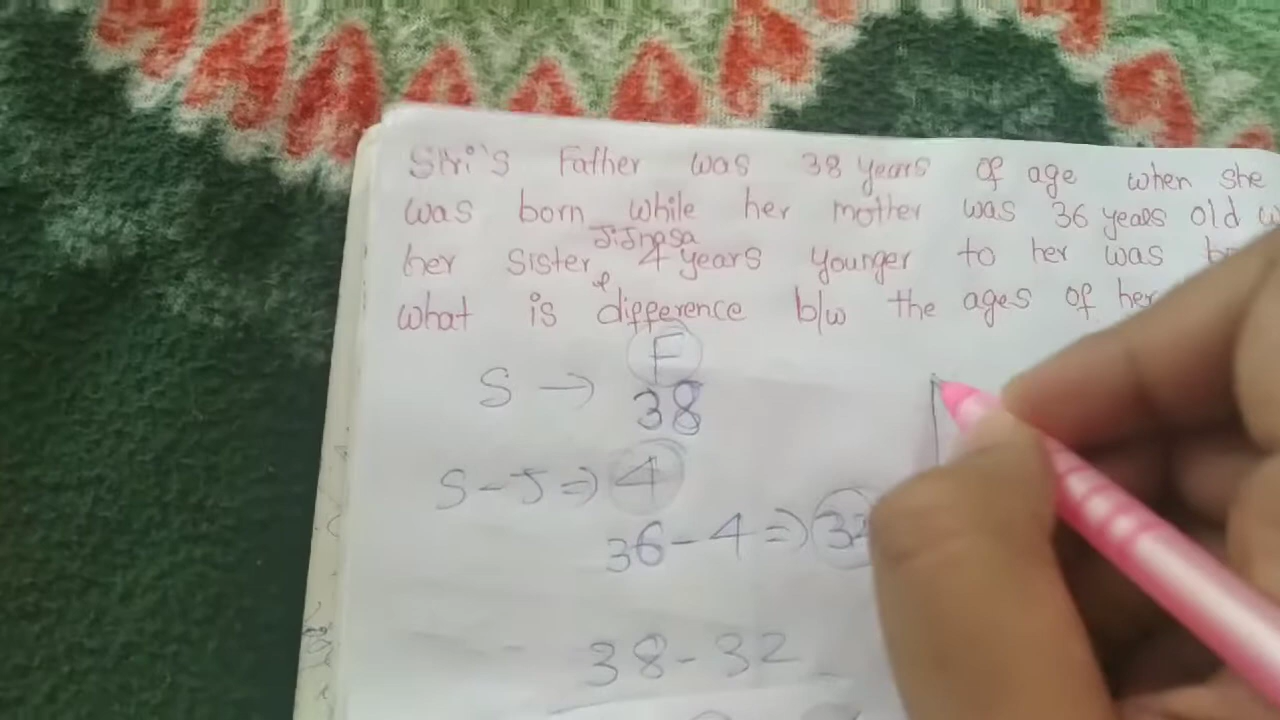 Siri's Father was 38 years of age when she
was born while her mother was 36 years old
Jijnasa
her sister, 4 years younger to her was
what is difference b/w the ages of her
F
S → 38
S-J ⇒ 4
36-4 ⇒ 32
38-32